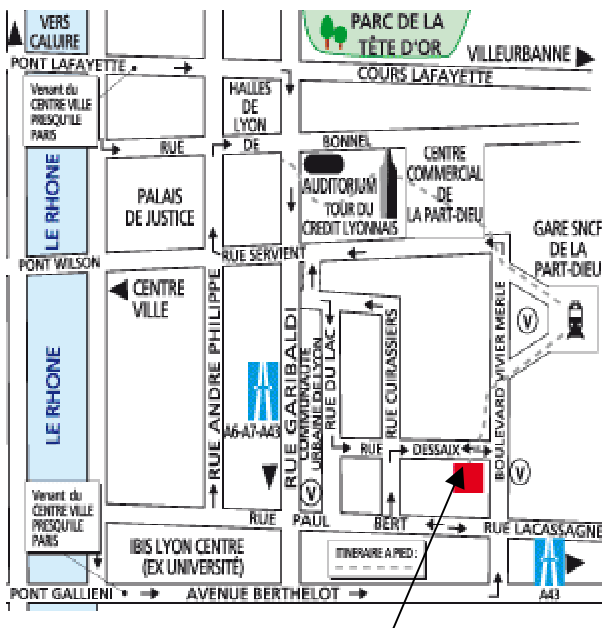 VERS
CALUIRE
PARC DE LA
TÊTE D'OR
VILLEURBANNE
PONT LAFAYETTE
COURS LAFAYETTE
Venant du
CENTRE VILLE
PRESQU'ILE
PARIS
HALLES
DE
LYON
RUE
DE
BONNEL
CENTRE
COMMERCIAL
DE
LA PART-DIEU
AUDITORIUM
TOUR DU
CREDIT LYONNAIS
PALAIS
DE JUSTICE
LE RHONE
GARE SNCF
DE LA
PART-DIEU
RUE SERVIENT
PONT WILSON
CENTRE
VILLE
RUE ANDRE PHILIPPE
RUE GARIBALDI
COMMUNAUTE
URBAINE DE LYON
RUE DU LAC
RUE CUIRASSIERS
BOULEVARD VIVIER MERLE
V
LE RHONE
A6-A7-A43
RUE
DESSAIX
V
V
Venant du
CENTRE VILLE
PRESQU'ILE
PARIS
RUE
PAUL
BERT
RUE LACASSAGNE
IBIS LYON CENTRE
(EX UNIVERSITÉ)
ITINERAIRE A PIED :
PONT GALLIENI
AVENUE BERTHELOT
A43